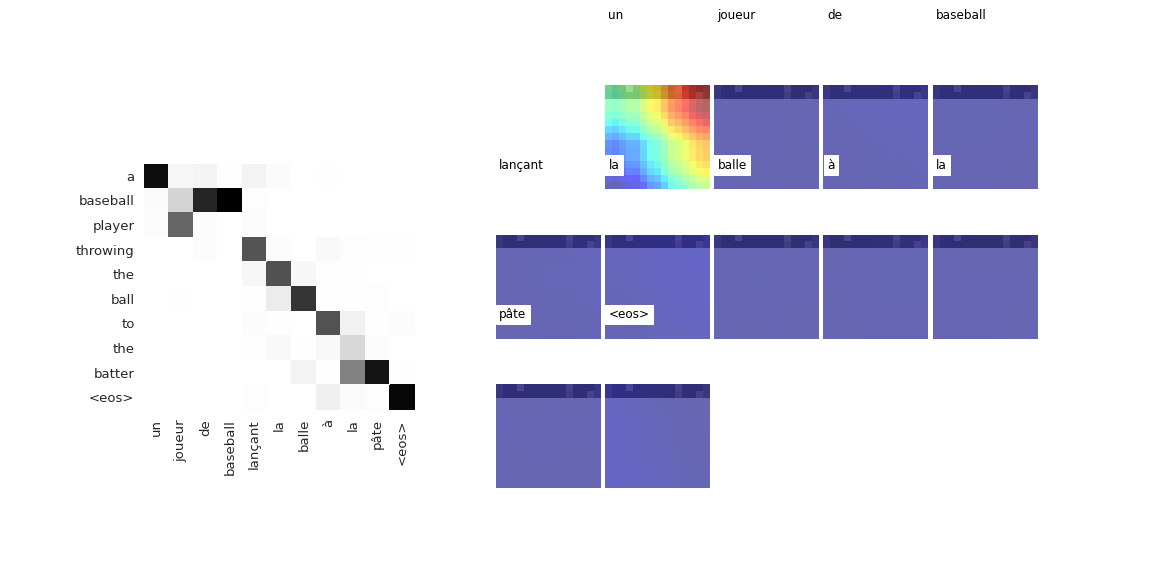 a
baseball
player
throwing
the
ball
to
the
batter
<eos>
un
joueur
de
baseball
lançant
la
balle
à
la
pâte
<eos>
un joueur de baseball
lançant la balle à la
pâte <eos>